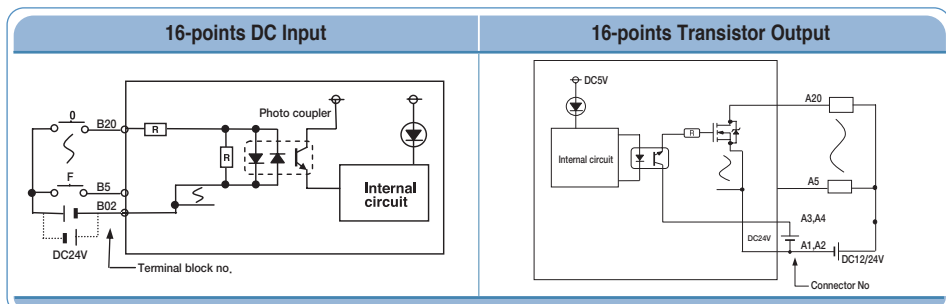 16-points DC Input
0
B20
R
Photo coupler
R
F
B5
B02
Internal
circuit
DC24V
Terminal block no.
16-points Transistor Output
DC5V
A20
R
Internal circuit
A5
A3,A4
DC24V
A1,A2
DC12/24V
Connector No